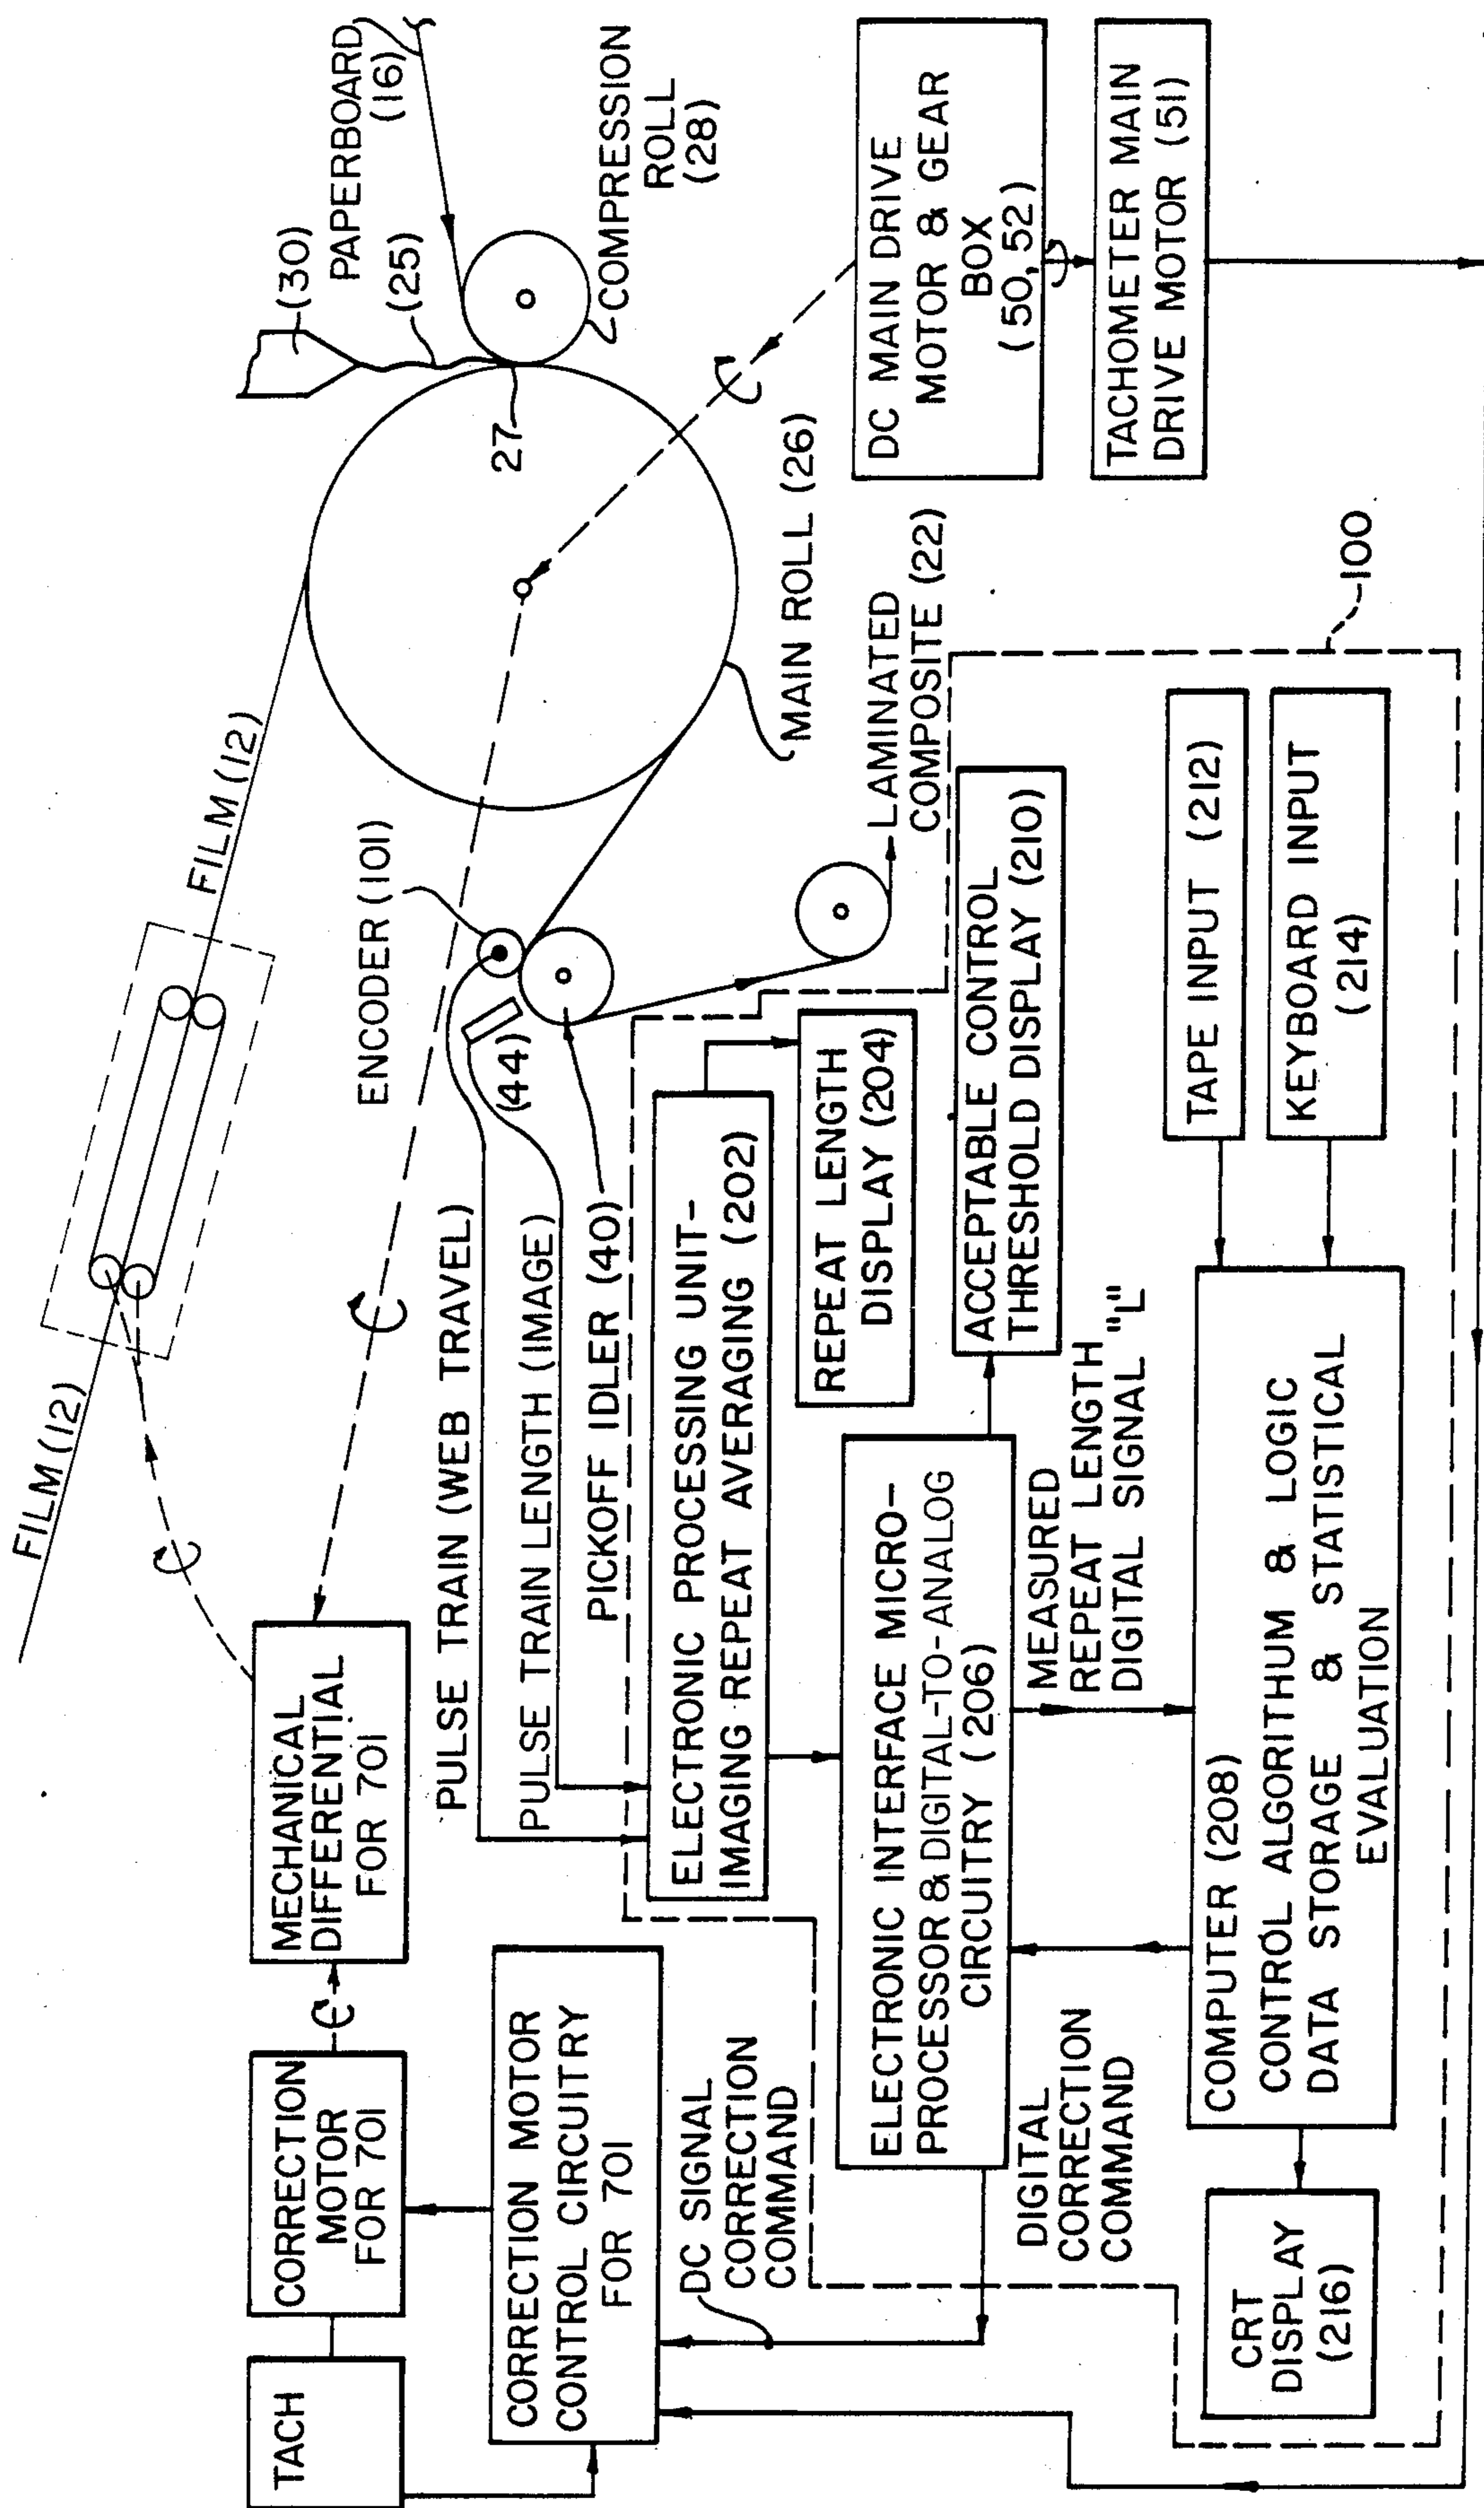 FILM (12)
FILM (12)
(30)
PAPERBOARD
(16)
(25)
27
COMPRESSION
ROLL
(28)
ENCODER (101)
(44)
MAIN ROLL (26)
LAMINATED
COMPOSITE (22)
DC MAIN DRIVE
MOTOR & GEAR
BOX
(50,52)
TACHOMETER MAIN
DRIVE MOTOR (51)
TACH
CORRECTION
MOTOR
FOR 701
MECHANICAL
DIFFERENTIAL
FOR 701
PULSE TRAIN (WEB TRAVEL)
PULSE TRAIN LENGTH (IMAGE)
PICKOFF IDLER (40)
CORRECTION MOTOR
CONTROL CIRCUITRY
FOR 701
ELECTRONIC PROCESSING UNIT-
IMAGING REPEAT AVERAGING (202)
REPEAT LENGTH
DISPLAY (204)
DC SIGNAL
CORRECTION
COMMAND
ELECTRONIC INTERFACE MICRO-
PROCESSOR & DIGITAL-TO-ANALOG
CIRCUITRY (206)
ACCEPTABLE CONTROL
THRESHOLD DISPLAY (210)
DIGITAL
CORRECTION
COMMAND
MEASURED
REPEAT LENGTH
DIGITAL SIGNAL "L"
TAPE INPUT (212)
KEYBOARD INPUT
(214)
100
COMPUTER (208)
CONTROL ALGORITHUM & LOGIC
DATA STORAGE & STATISTICAL
EVALUATION
CRT
DISPLAY
(216)